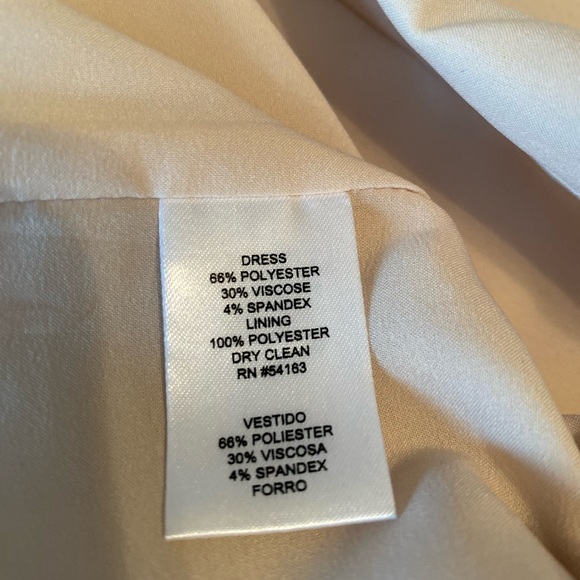 DRESS
66% POLYESTER
30% VISCOSE
4% SPANDEX
LINING
100% POLYESTER
DRY CLEAN
RN #54163
VESTIDO
66% POLIESTER
30% VISCOSA
4% SPANDEX
FORRO